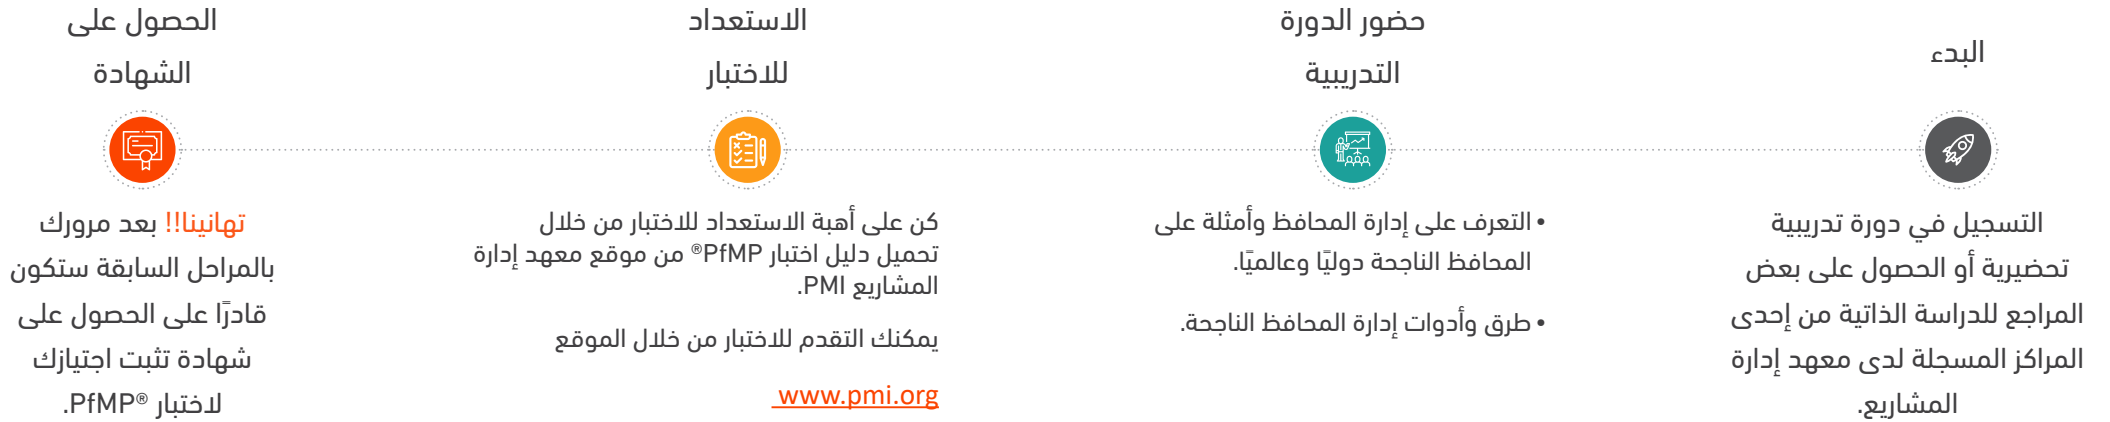 البدء
التسجيل في دورة تدريبية
تحضيرية أو الحصول على بعض
المراجع للدراسة الذاتية من إحدى
المراكز المسجلة لدى معهد إدارة
المشاريع.
حضور الدورة
التدريبية
• التعرف على إدارة المحافظ وأمثلة على
المحافظ الناجحة دوليًا وعالميًا.
• طرق وأدوات إدارة المحافظ الناجحة.
الاستعداد
للاختبار
كن على أهبة الاستعداد للاختبار من خلال
تحميل دليل اختبار PfMP® من موقع معهد إدارة
المشاريع PMI.
يمكنك التقدم للاختبار من خلال الموقع
www.pmi.org
الحصول على
الشهادة
تهانينا!! بعد مرورك
بالمراحل السابقة ستكون
قادرًا على الحصول على
شهادة تثبت اجتيازك
لاختبار PfMP®.